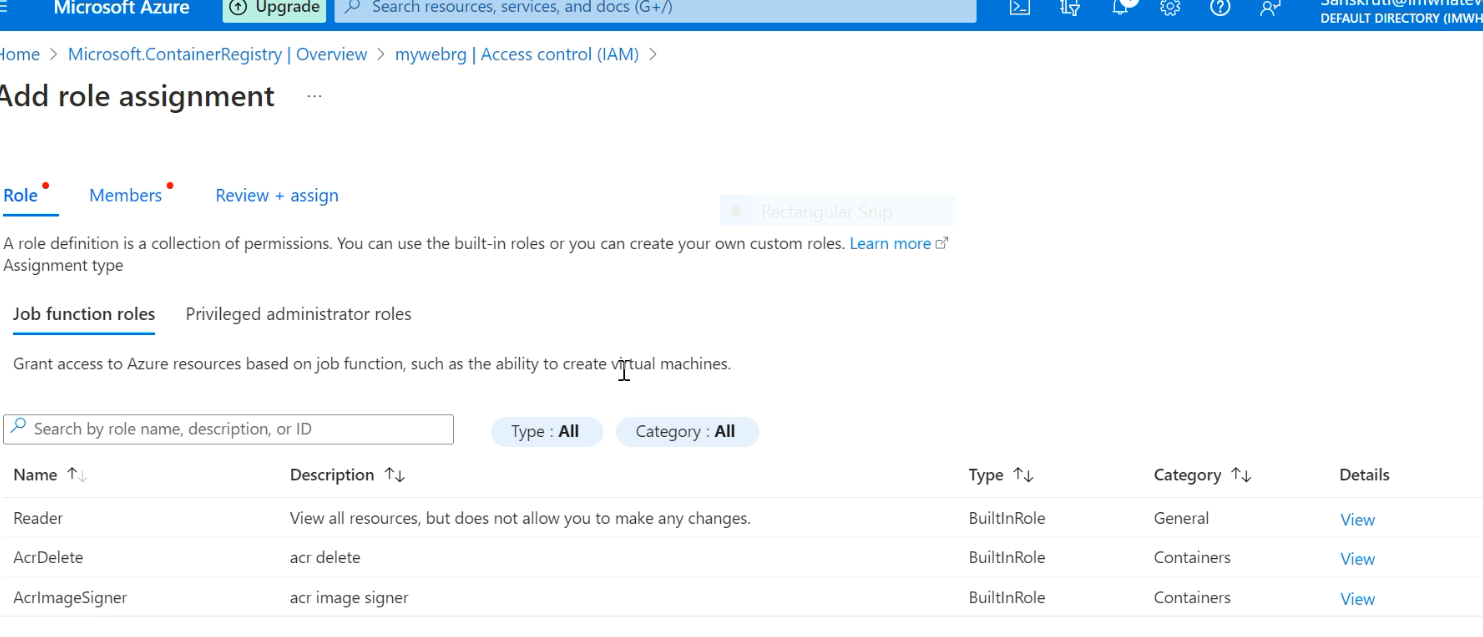 Microsoft Azure Upgrade Search resources, services, and docs (G+/)
DEFAULT DIRECTORY (IMWH
Home > Microsoft.ContainerRegistry | Overview > mywebrg | Access control (IAM) >
Add role assignment ...
Role Members Review + assign
Rectangular Snip
A role definition is a collection of permissions. You can use the built-in roles or you can create your own custom roles. Learn more
Assignment type
Job function roles Privileged administrator roles
Grant access to Azure resources based on job function, such as the ability to create virtual machines.
Search by role name, description, or ID Type : All Category : All
Name Description Type Category Details
Reader View all resources, but does not allow you to make any changes. BuiltInRole General View
AcrDelete acr delete BuiltInRole Containers View
AcrImageSigner acr image signer BuiltInRole Containers View